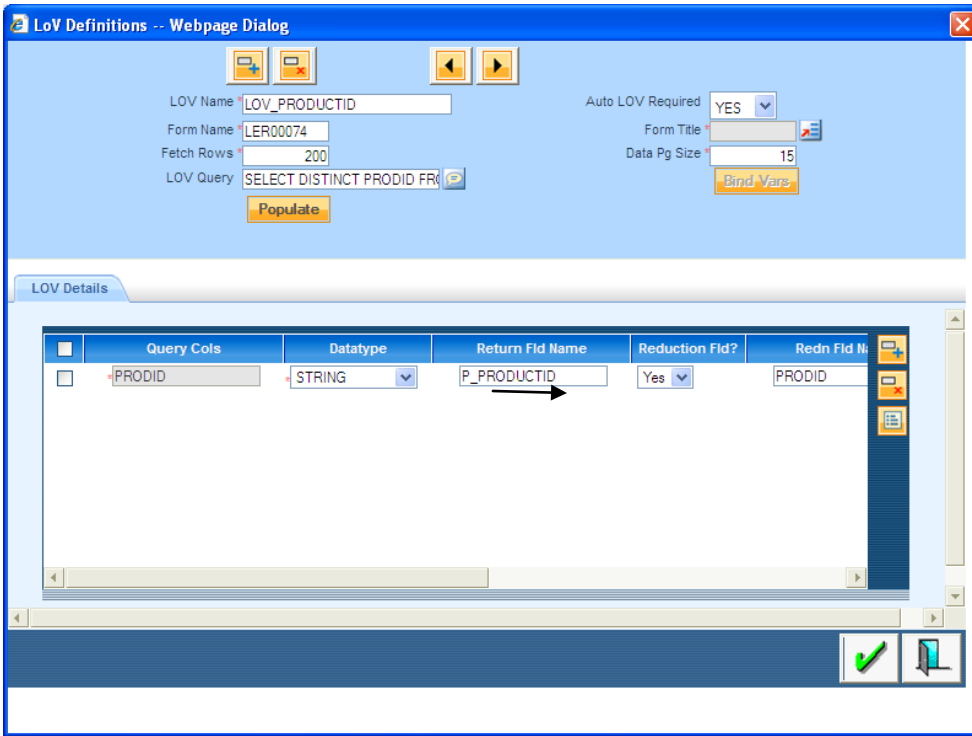 LoV Definitions -- Webpage Dialog
LOV Name * LOV_PRODUCTID Auto LOV Required YES
Form Name * LER00074 Form Title *
Fetch Rows * 200 Data Pg Size * 15
LOV Query SELECT DISTINCT PRODID FR Bind Vars
Populate
LOV Details
Query Cols Datatype Return Fld Name Reduction Fld? Redn Fld Na
* PRODID * STRING P_PRODUCTID Yes PRODID